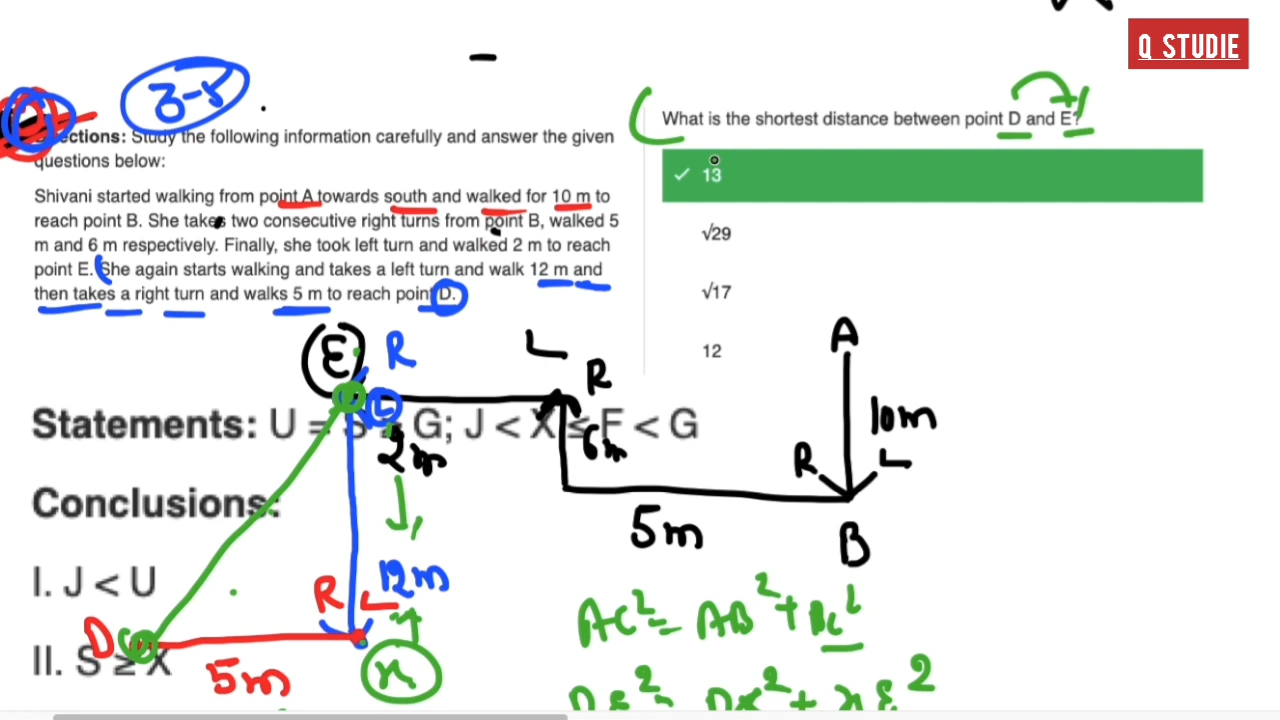 Q STUDIE
3-5
Directions: Study the following information carefully and answer the given
questions below:
Shivani started walking from point A towards south and walked for 10 m to
reach point B. She takes two consecutive right turns from point B, walked 5
m and 6 m respectively. Finally, she took left turn and walked 2 m to reach
point E. She again starts walking and takes a left turn and walk 12 m and
then takes a right turn and walks 5 m to reach point D.
What is the shortest distance between point D and E?
13
√29
√17
12
E R L R A
L
2m 6m 10m
R L
5m B
12m
R L
D
5m
x
Statements: U = S ≥ G; J < X ≤ F < G
Conclusions:
I. J < U
II. S ≥ X
AC²= AB²+BC²
DE²= Dx²+ xE²